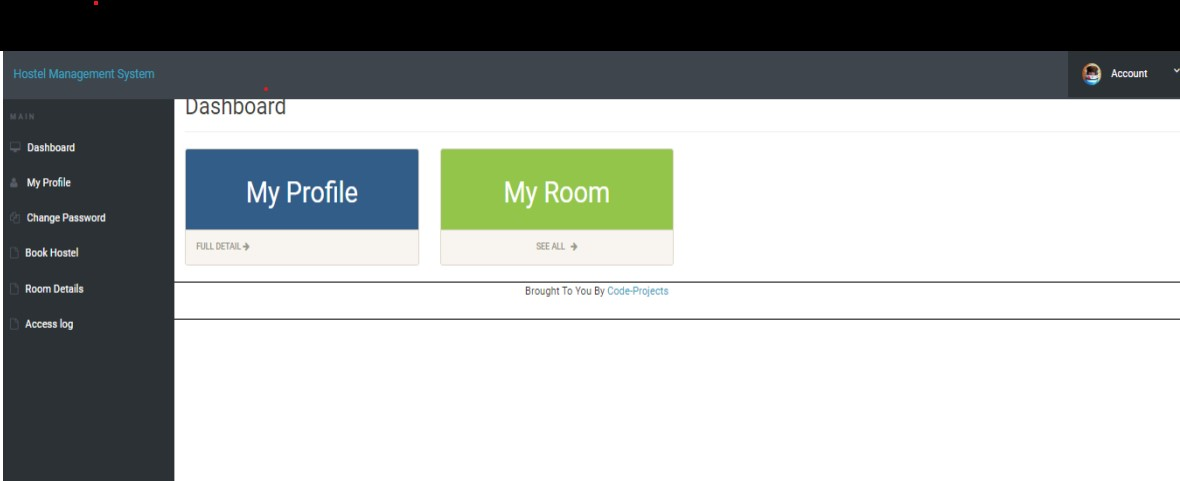 Hostel Management System
Account
MAIN
Dashboard
My Profile
Change Password
Book Hostel
Room Details
Access log
Dashboard
My Profile
FULL DETAIL
My Room
SEE ALL
Brought To You By Code-Projects